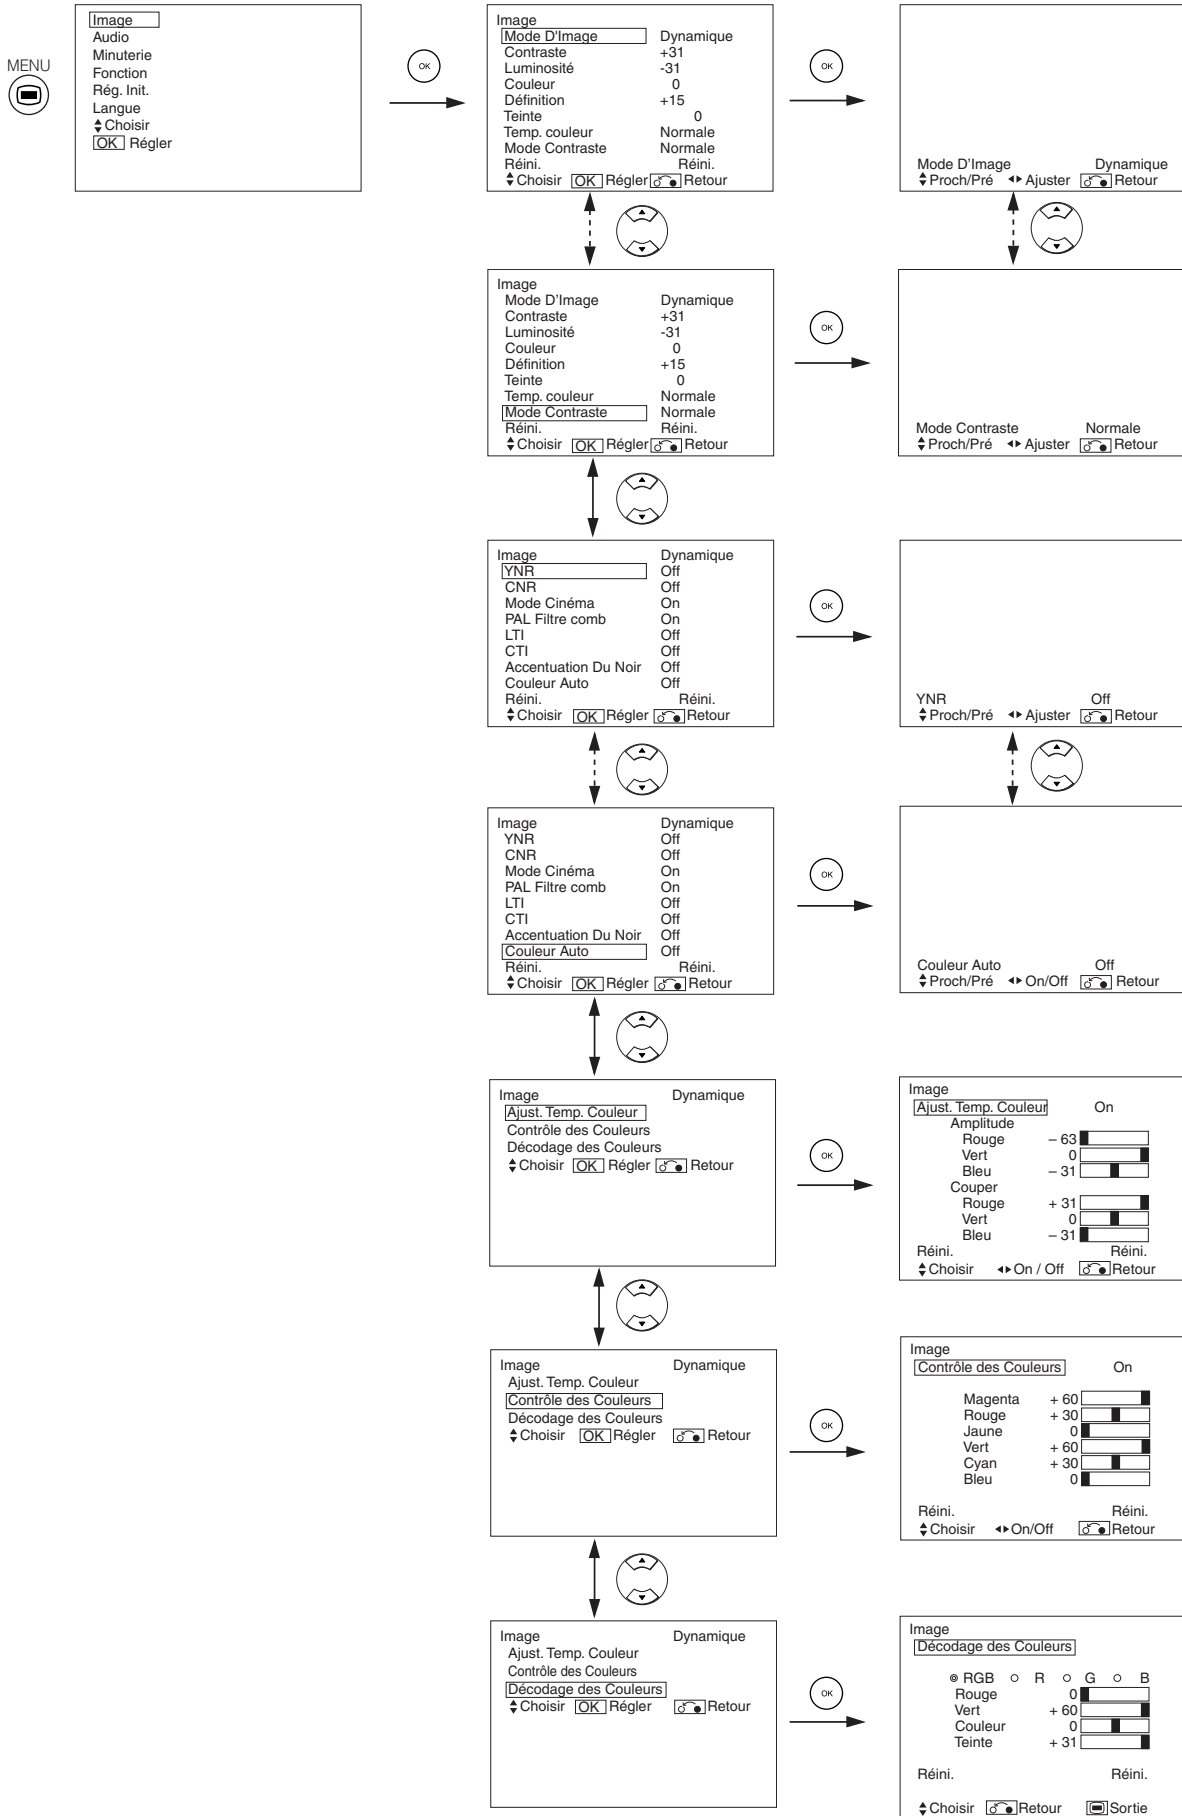 MENU
Image
Audio
Minuterie
Fonction
Rég. Init.
Langue
Choisir
OK Régler
OK
Image
Mode D'Image Dynamique
Contraste +31
Luminosité -31
Couleur 0
Définition +15
Teinte 0
Temp. couleur Normale
Mode Contraste Normale
Réini. Réini.
Choisir OK Régler Retour
OK
Mode D'Image Dynamique
Proch/Pré Ajuster Retour
Image
Mode D'Image Dynamique
Contraste +31
Luminosité -31
Couleur 0
Définition +15
Teinte 0
Temp. couleur Normale
Mode Contraste Normale
Réini. Réini.
Choisir OK Régler Retour
OK
Mode Contraste Normale
Proch/Pré Ajuster Retour
Image Dynamique
YNR Off
CNR Off
Mode Cinéma On
PAL Filtre comb On
LTI Off
CTI Off
Accentuation Du Noir Off
Couleur Auto Off
Réini. Réini.
Choisir OK Régler Retour
OK
YNR Off
Proch/Pré Ajuster Retour
Image Dynamique
YNR Off
CNR Off
Mode Cinéma On
PAL Filtre comb On
LTI Off
CTI Off
Accentuation Du Noir Off
Couleur Auto Off
Réini. Réini.
Choisir OK Régler Retour
OK
Couleur Auto Off
Proch/Pré On/Off Retour
Image Dynamique
Ajust. Temp. Couleur
Contrôle des Couleurs
Décodage des Couleurs
Choisir OK Régler Retour
OK
Image
Ajust. Temp. Couleur On
Amplitude
Rouge – 63
Vert 0
Bleu – 31
Couper
Rouge + 31
Vert 0
Bleu – 31
Réini. Réini.
Choisir On / Off Retour
Image Dynamique
Ajust. Temp. Couleur
Contrôle des Couleurs
Décodage des Couleurs
Choisir OK Régler Retour
OK
Image
Contrôle des Couleurs On
Magenta + 60
Rouge + 30
Jaune 0
Vert + 60
Cyan + 30
Bleu 0
Réini. Réini.
Choisir On/Off Retour
Image Dynamique
Ajust. Temp. Couleur
Contrôle des Couleurs
Décodage des Couleurs
Choisir OK Régler Retour
OK
Image
Décodage des Couleurs
RGB R G B
Rouge 0
Vert + 60
Couleur 0
Teinte + 31
Réini. Réini.
Choisir Retour Sortie